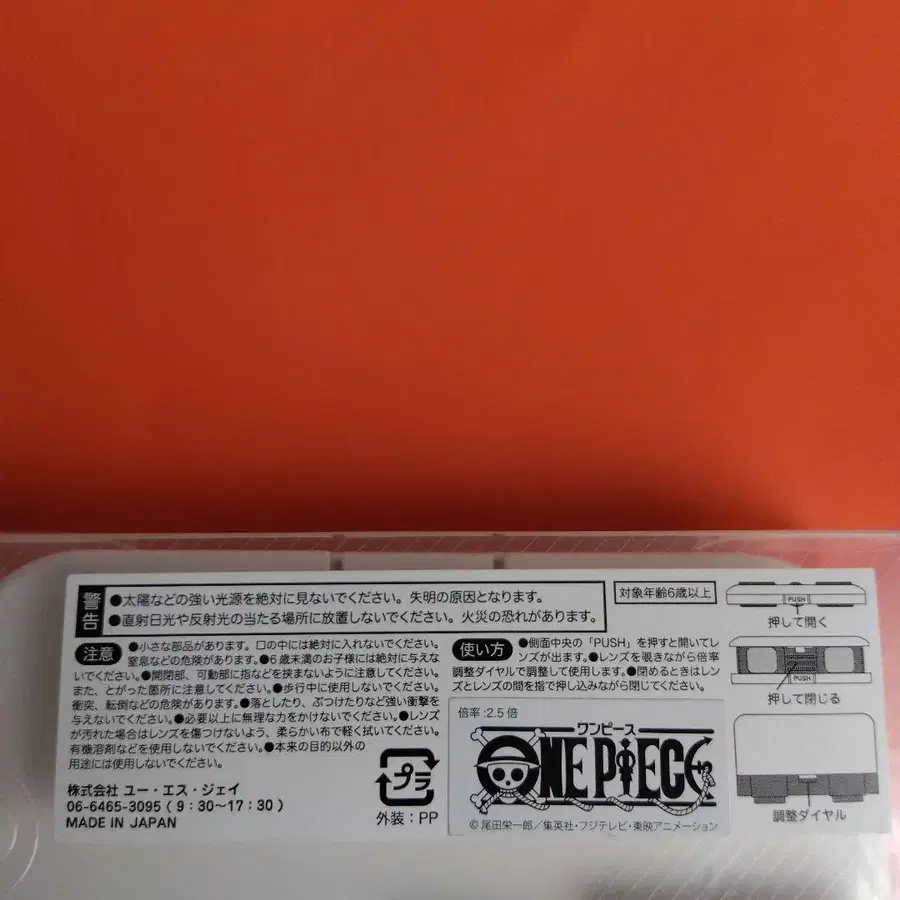 警告
●太陽などの強い光源を絶対に見ないでください。失明の原因となります。
●直射日光や反射光の当たる場所に放置しないでください。火災の恐れがあります。
対象年齢6歳以上
注意
●小さな部品があります。口の中には絶対に入れないでください。
窒息などの危険があります。●6歳未満のお子様には絶対に与えな
いでください。●開閉部、可動部に指などを挟まないように注意してください。
また、とがった箇所に注意してください。●歩行中に使用しないでください。
衝突、転倒などの危険があります。●落としたり、ぶつけたりなど強い衝撃を
与えないでください。●必要以上に無理な力をかけないでください。●レンズ
が汚れた場合はレンズを傷つけないよう、柔らかい布で軽く拭いてください。
有機溶剤などを使用しないでください。●本来の目的以外の
用途には使用しないでください。
株式会社 ユー・エス・ジェイ
06-6465-3095(9:30~17:30)
MADE IN JAPAN
プラ
外装:PP
使い方
●側面中央の「PUSH」を押すと開いてレ
ンズが出ます。●レンズを覗きながら倍率
調整ダイヤルで調整して使用します。●閉めるときはレ
ンズとレンズの間を指で押し込みながら閉じてください。
倍率:2.5倍
ワンピース
ONE PIECE
©尾田栄一郎/集英社・フジテレビ・東映アニメーション
PUSH
押して開く
PUSH
押して閉じる
調整ダイヤル